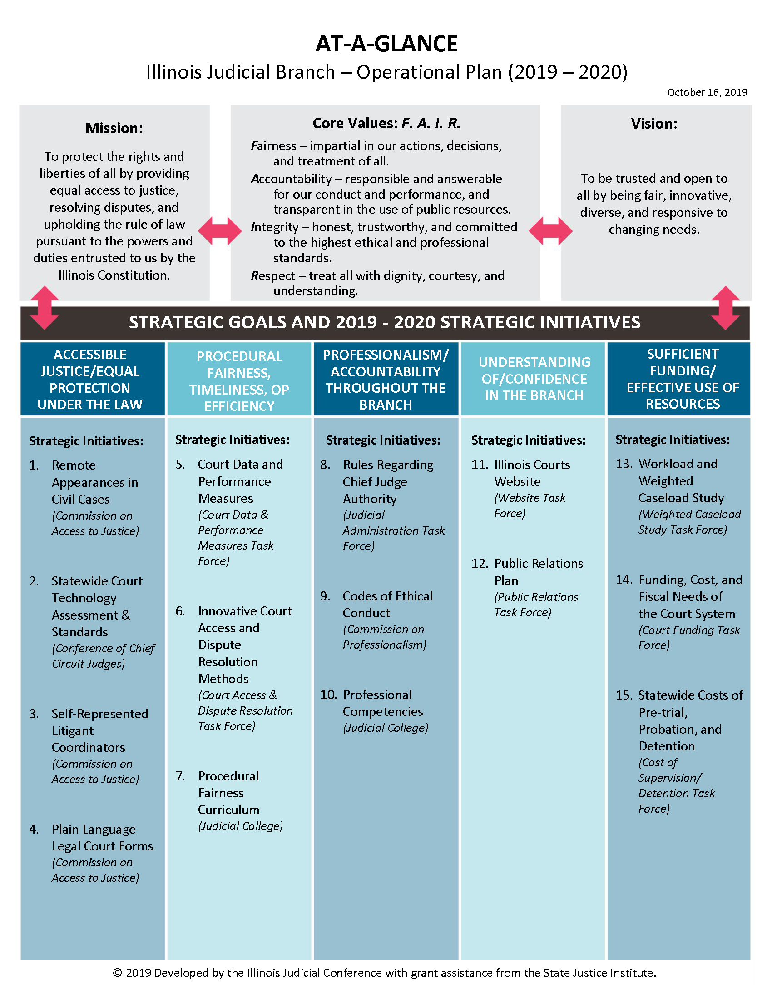 AT-A-GLANCE
Illinois Judicial Branch – Operational Plan (2019 – 2020)
October 16, 2019
Mission:
To protect the rights and
liberties of all by providing
equal access to justice,
resolving disputes, and
upholding the rule of law
pursuant to the powers and
duties entrusted to us by the
Illinois Constitution.
Core Values: F. A. I. R.
Fairness – impartial in our actions, decisions,
and treatment of all.
Accountability – responsible and answerable
for our conduct and performance, and
transparent in the use of public resources.
Integrity – honest, trustworthy, and committed
to the highest ethical and professional
standards.
Respect – treat all with dignity, courtesy, and
understanding.
Vision:
To be trusted and open to
all by being fair, innovative,
diverse, and responsive to
changing needs.
STRATEGIC GOALS AND 2019 - 2020 STRATEGIC INITIATIVES
ACCESSIBLE
JUSTICE/EQUAL
PROTECTION
UNDER THE LAW
Strategic Initiatives:
1. Remote
Appearances in
Civil Cases
(Commission on
Access to Justice)
2. Statewide Court
Technology
Assessment &
Standards
(Conference of Chief
Circuit Judges)
3. Self-Represented
Litigant
Coordinators
(Commission on
Access to Justice)
4. Plain Language
Legal Court Forms
(Commission on
Access to Justice)
PROCEDURAL
FAIRNESS,
TIMELINESS, OP
EFFICIENCY
Strategic Initiatives:
5. Court Data and
Performance
Measures
(Court Data &
Performance
Measures Task
Force)
6. Innovative Court
Access and
Dispute
Resolution
Methods
(Court Access &
Dispute Resolution
Task Force)
7. Procedural
Fairness
Curriculum
(Judicial College)
PROFESSIONALISM/
ACCOUNTABILITY
THROUGHOUT THE
BRANCH
Strategic Initiatives:
8. Rules Regarding
Chief Judge
Authority
(Judicial
Administration Task
Force)
9. Codes of Ethical
Conduct
(Commission on
Professionalism)
10. Professional
Competencies
(Judicial College)
UNDERSTANDING
OF/CONFIDENCE
IN THE BRANCH
Strategic Initiatives:
11. Illinois Courts
Website
(Website Task
Force)
12. Public Relations
Plan
(Public Relations
Task Force)
SUFFICIENT
FUNDING/
EFFECTIVE USE OF
RESOURCES
Strategic Initiatives:
13. Workload and
Weighted
Caseload Study
(Weighted Caseload
Study Task Force)
14. Funding, Cost, and
Fiscal Needs of
the Court System
(Court Funding Task
Force)
15. Statewide Costs of
Pre-trial,
Probation, and
Detention
(Cost of
Supervision/
Detention Task
Force)
© 2019 Developed by the Illinois Judicial Conference with grant assistance from the State Justice Institute.